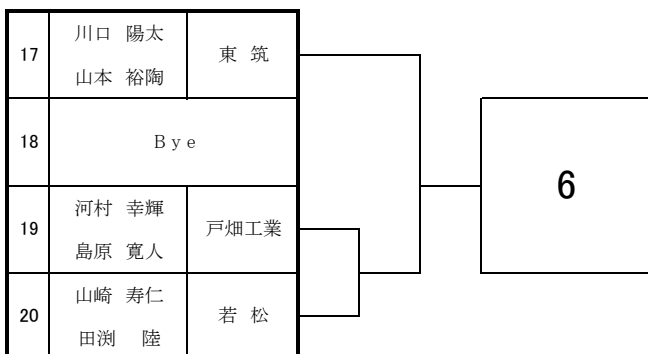 17
川口 陽太
山本 裕陶
東 筑
18
Bye
19
河村 幸輝
島原 寛人
戸畑工業
20
山崎 寿仁
田渕 陸
若 松
6